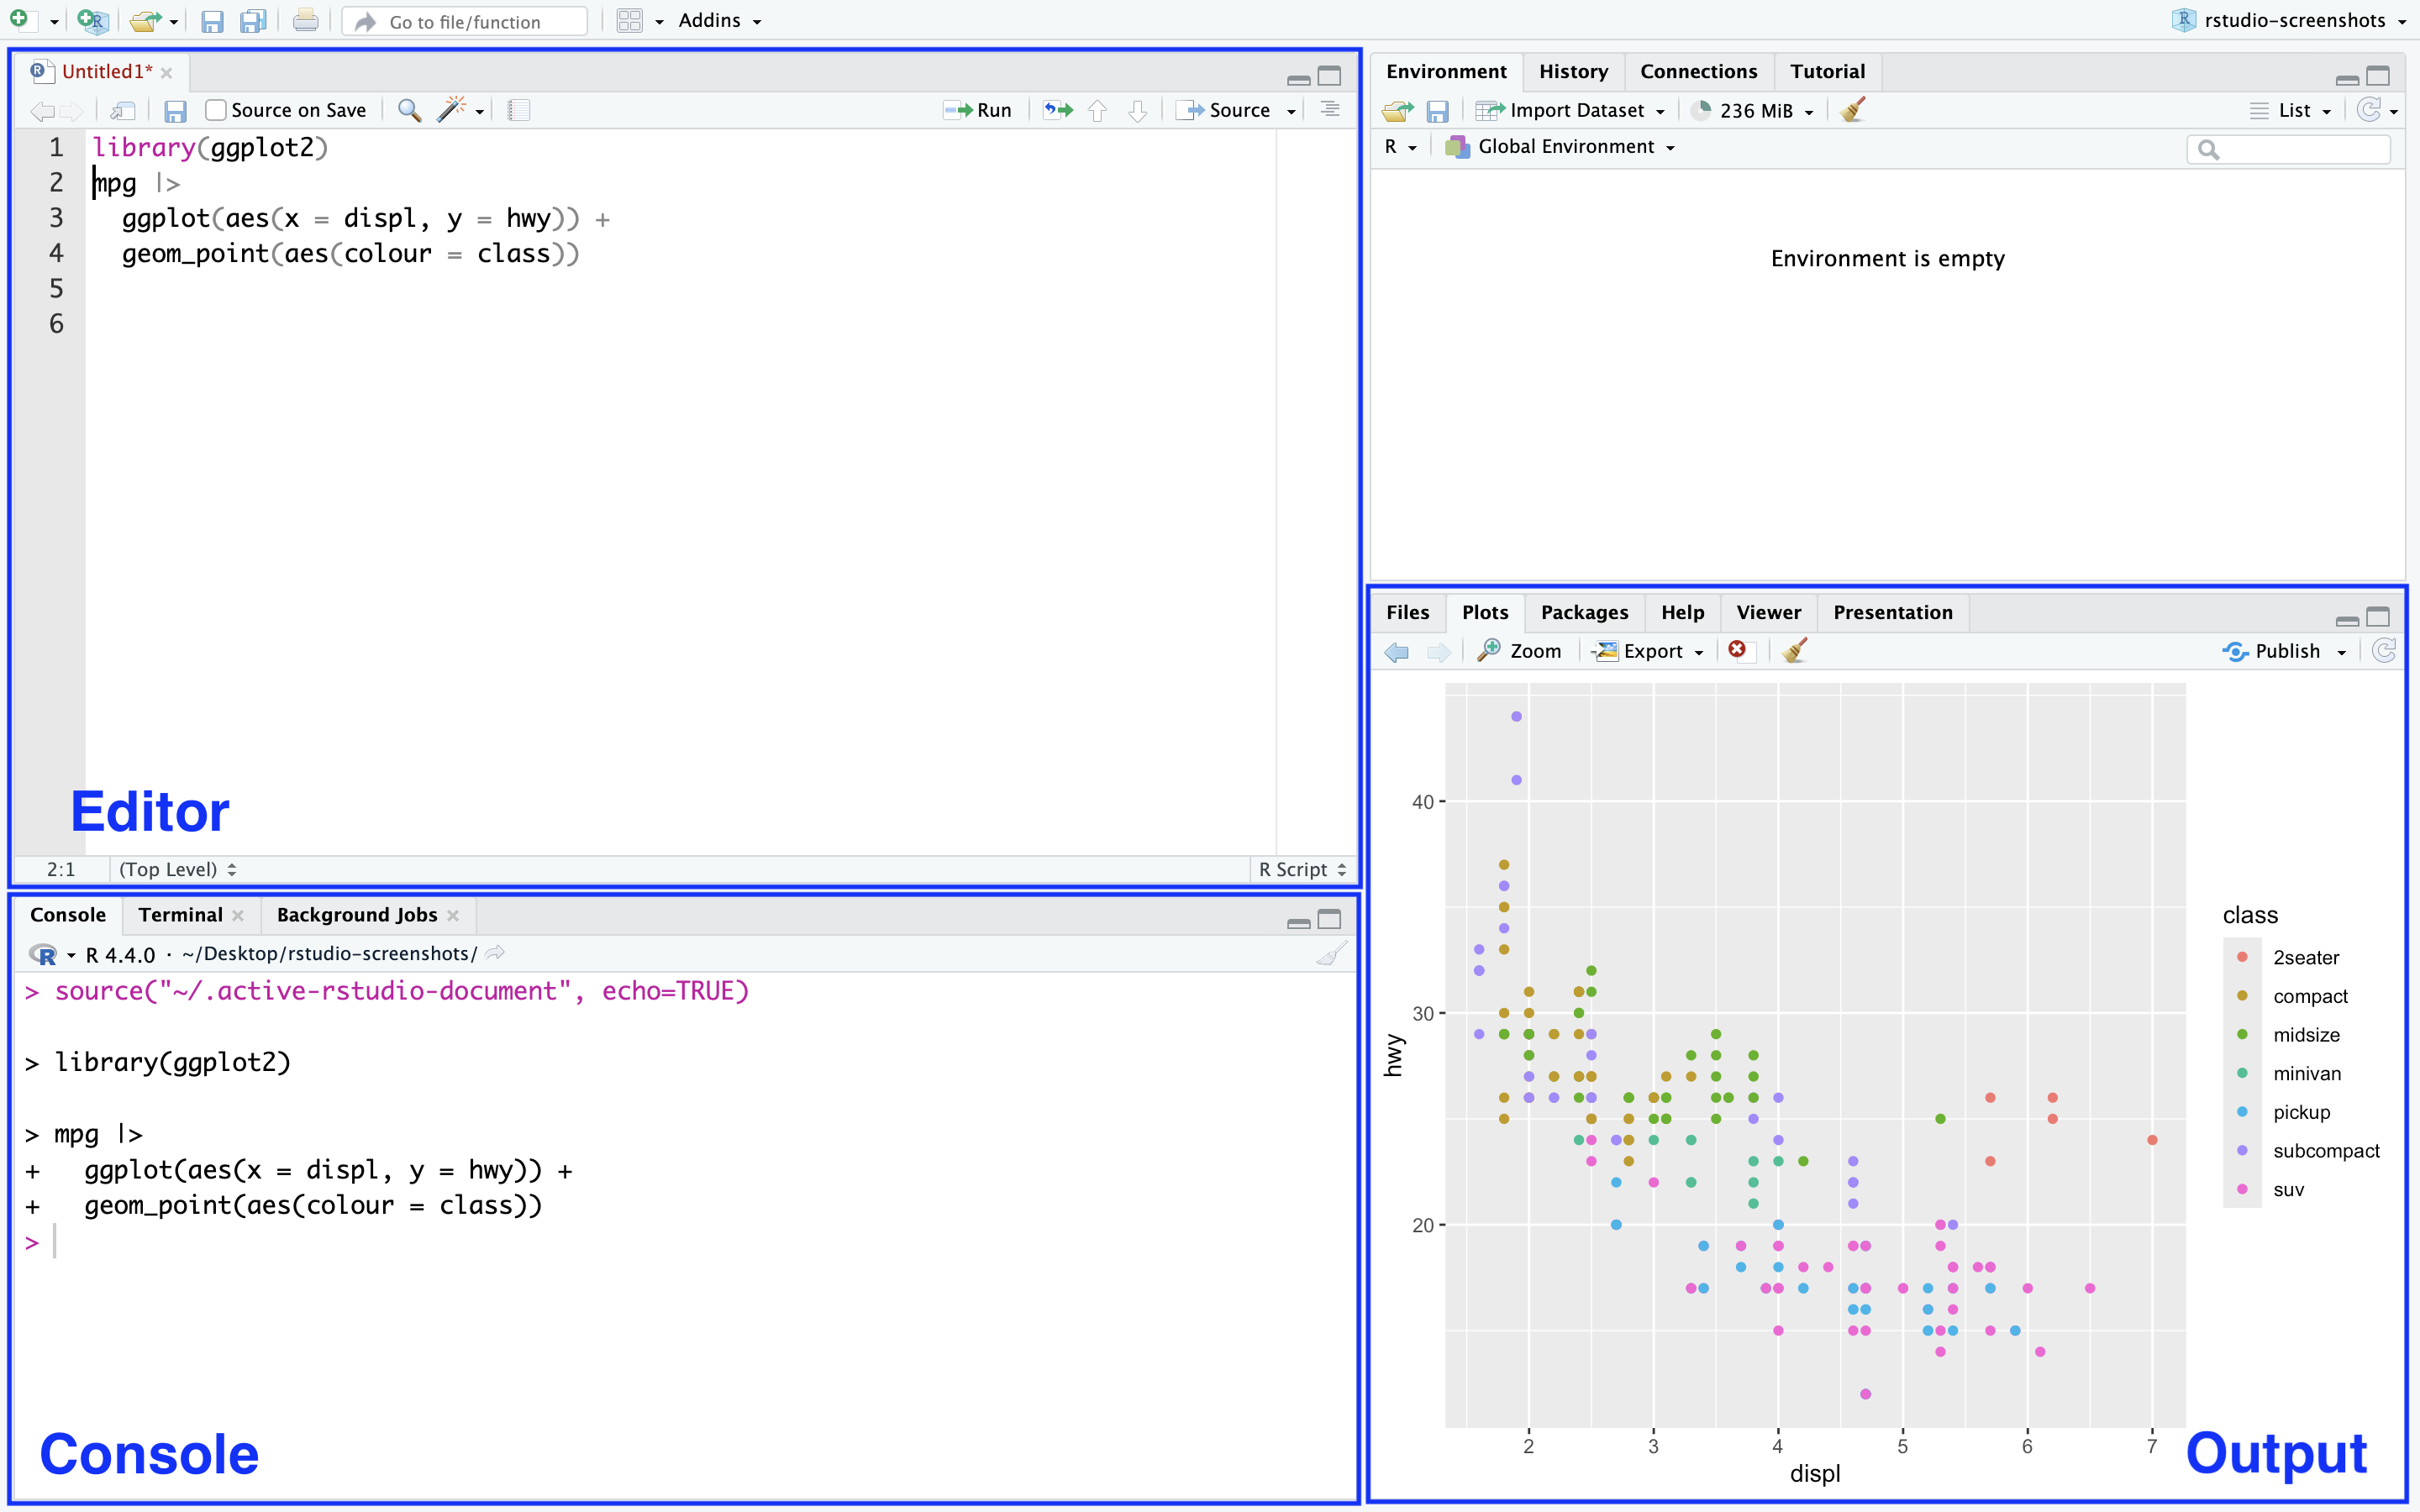 Go to file/function Addins rstudio-screenshots
Untitled1*
Source on Save Run Source
1 library(ggplot2)
2 mpg |>
3   ggplot(aes(x = displ, y = hwy)) +
4   geom_point(aes(colour = class))
5
6
Editor
2:1 (Top Level) R Script
Console Terminal Background Jobs
R 4.4.0 · ~/Desktop/rstudio-screenshots/
> source("~/.active-rstudio-document", echo=TRUE)
> library(ggplot2)
> mpg |>
+   ggplot(aes(x = displ, y = hwy)) +
+   geom_point(aes(colour = class))
>
Console
Environment History Connections Tutorial
Import Dataset 236 MiB List
R Global Environment
Environment is empty
Files Plots Packages Help Viewer Presentation
Zoom Export Publish
40
30
20
hwy
2 3 4 5 6 7
displ
class
2seater
compact
midsize
minivan
pickup
subcompact
suv
Output